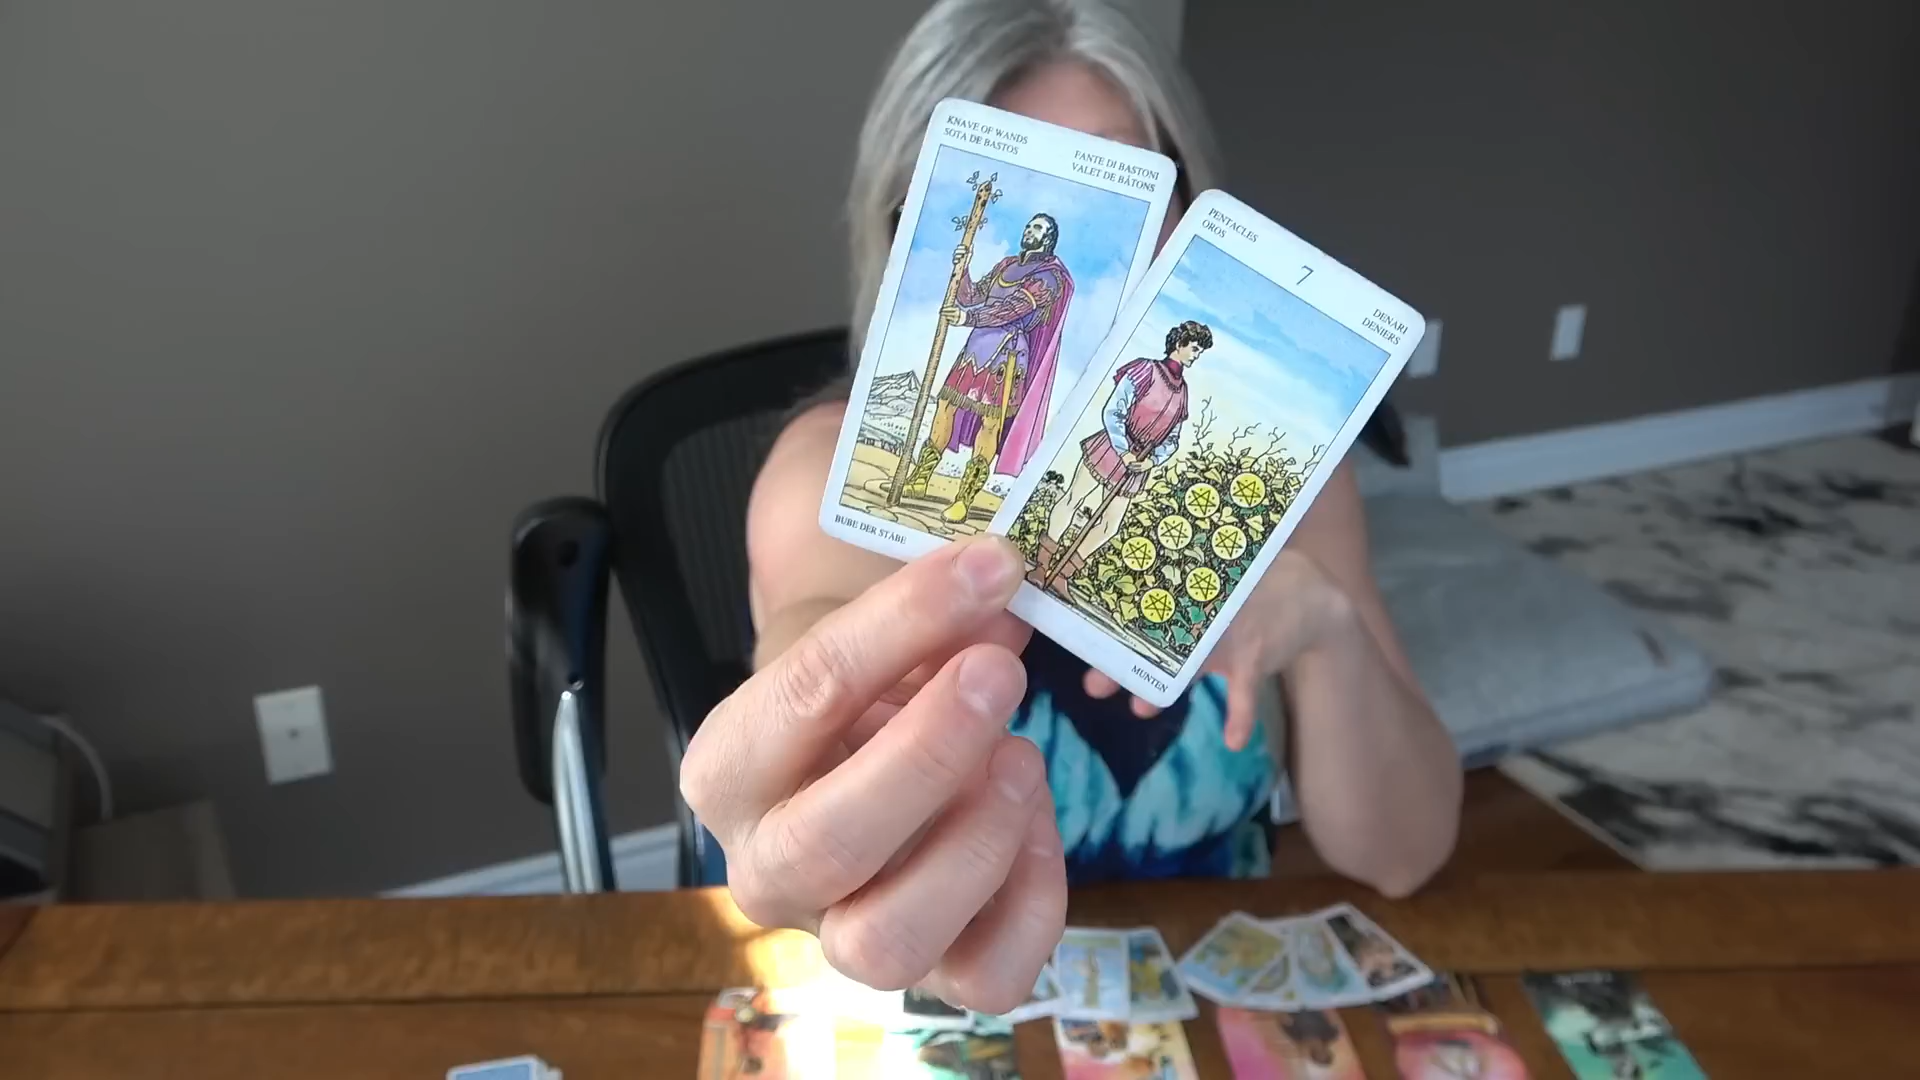 KNAVE OF WANDS
SOTA DE BASTOS
FANTE DI BASTONI
VALET DE BÂTONS
BUBE DER STÄBE
PENTACLES
OROS
7
DENARI
DENIERS
MÜNTEN